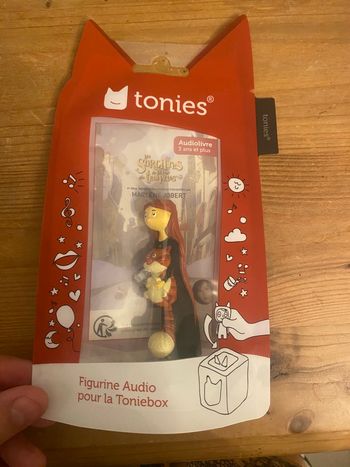 tonies®
tonies®
Audiolivre
3 ans et plus
Les
SORCIÈRES
MARLÈNE JOBERT
Figurine Audio
pour la Toniebox